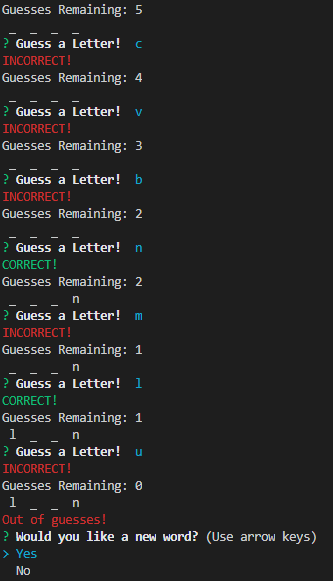 Guesses Remaining: 5
_ _ _ _
? Guess a Letter! c
INCORRECT!
Guesses Remaining: 4
_ _ _ _
? Guess a Letter! v
INCORRECT!
Guesses Remaining: 3
_ _ _ _
? Guess a Letter! b
INCORRECT!
Guesses Remaining: 2
_ _ _ _
? Guess a Letter! n
CORRECT!
Guesses Remaining: 2
_ _ _ n
? Guess a Letter! m
INCORRECT!
Guesses Remaining: 1
_ _ _ n
? Guess a Letter! l
CORRECT!
Guesses Remaining: 1
l _ _ n
? Guess a Letter! u
INCORRECT!
Guesses Remaining: 0
l _ _ n
Out of guesses!
? Would you like a new word? (Use arrow keys)
> Yes
No